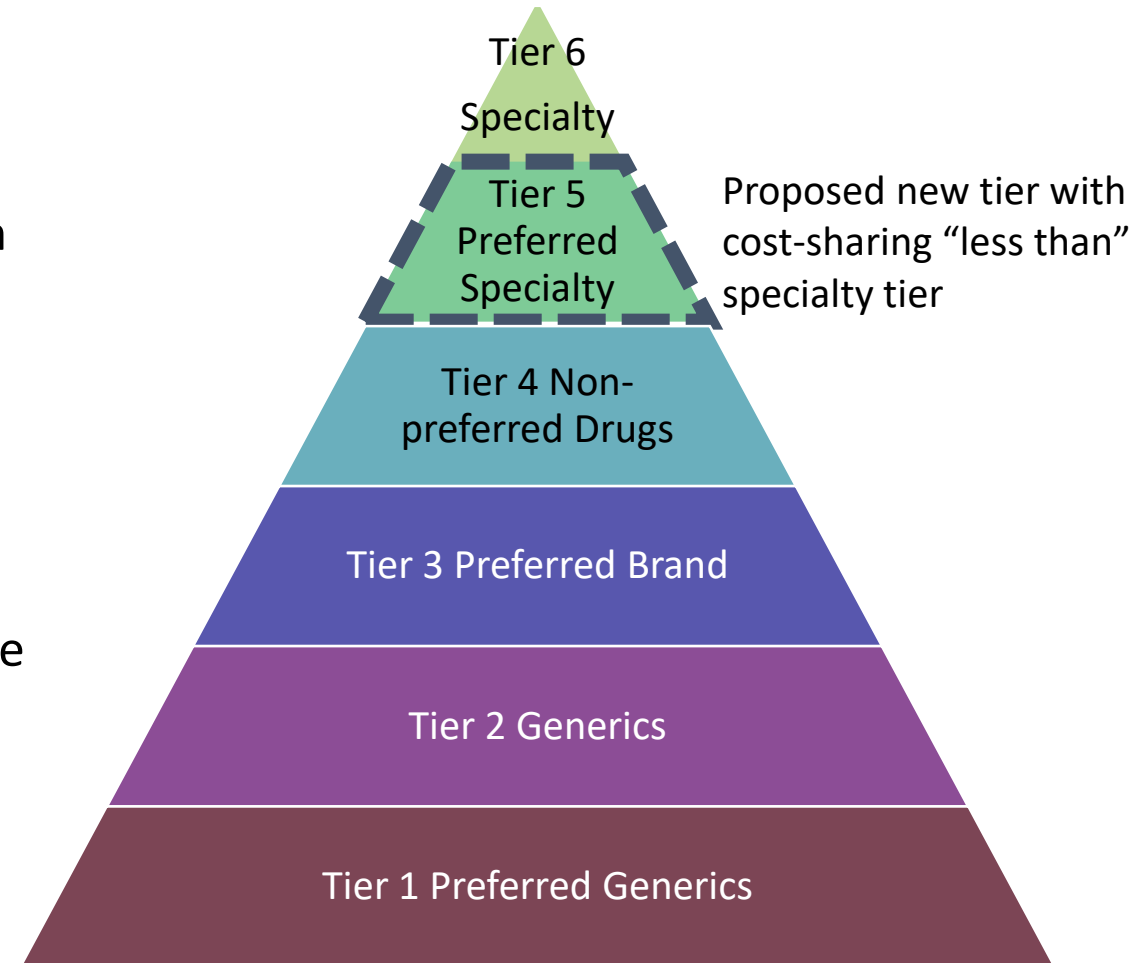 Tier 6
Specialty
Tier 5
Preferred
Specialty
Proposed new tier with
cost-sharing “less than”
specialty tier
Tier 4 Non-
preferred Drugs
Tier 3 Preferred Brand
Tier 2 Generics
Tier 1 Preferred Generics